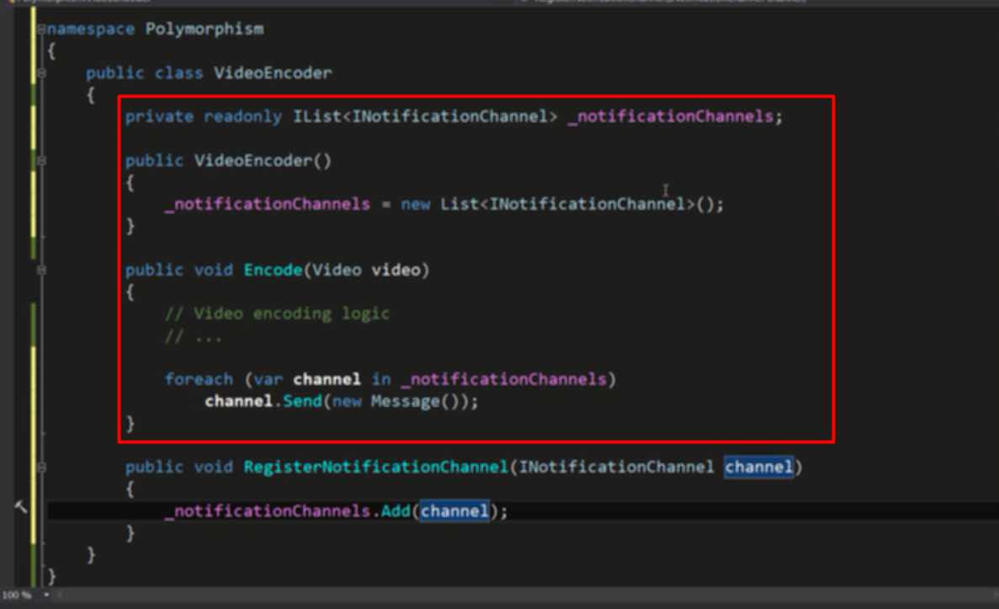 namespace Polymorphism
{
public class VideoEncoder
{
private readonly IList<INotificationChannel> _notificationChannels;
public VideoEncoder()
{
_notificationChannels = new List<INotificationChannel>();
}
public void Encode(Video video)
{
// Video encoding logic
// ...
foreach (var channel in _notificationChannels)
channel.Send(new Message());
}
public void RegisterNotificationChannel(INotificationChannel channel)
{
_notificationChannels.Add(channel);
}
}
}
100 %